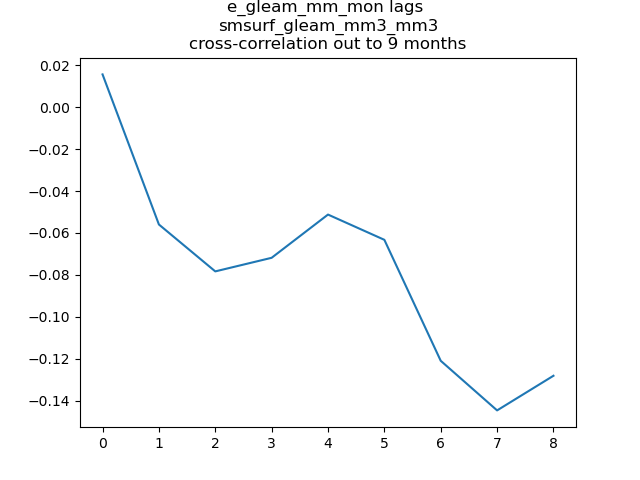 e_gleam_mm_mon lags
smsurf_gleam_mm3_mm3
cross-correlation out to 9 months
0.02
0.00
−0.02
−0.04
−0.06
−0.08
−0.10
−0.12
−0.14
0 1 2 3 4 5 6 7 8